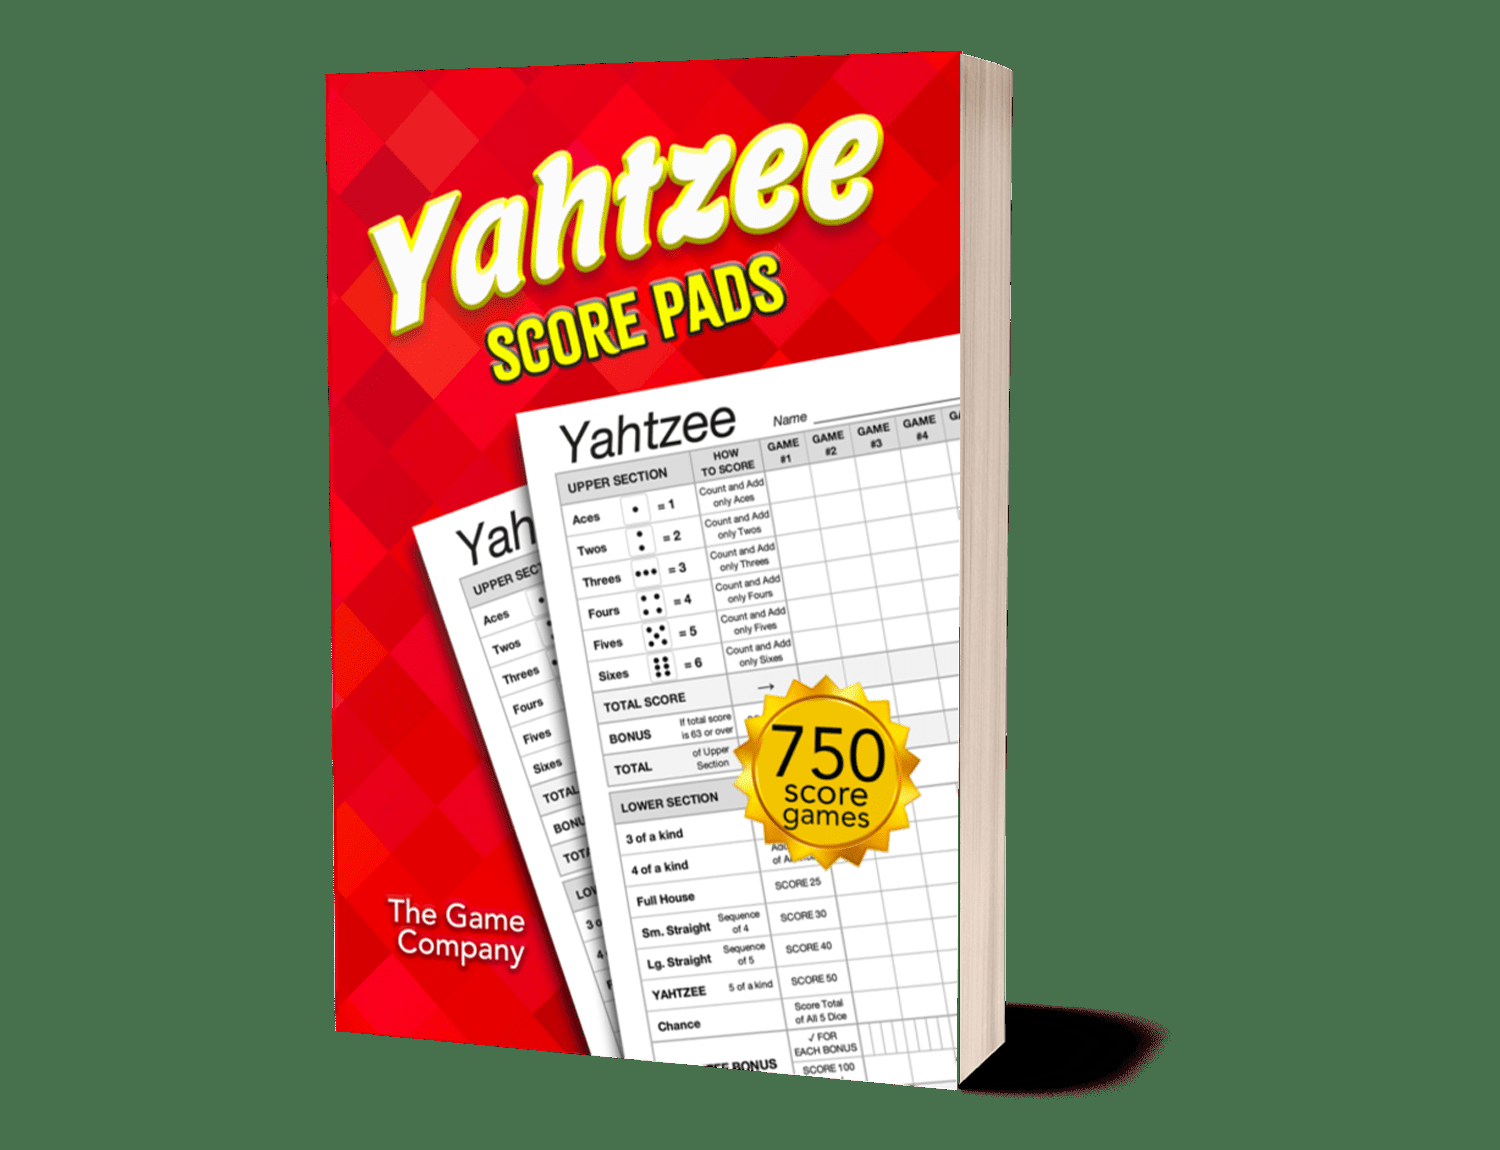 Yahtzee
SCORE PADS
Yahtzee
Name
UPPER SECTION
HOW TO SCORE
GAME #1
GAME #2
GAME #3
GAME #4
Aces = 1 Count and Add only Aces
Twos = 2 Count and Add only Twos
Threes = 3 Count and Add only Threes
Fours = 4 Count and Add only Fours
Fives = 5 Count and Add only Fives
Sixes = 6 Count and Add only Sixes
TOTAL SCORE →
BONUS If total score is 63 or over
TOTAL of Upper Section
LOWER SECTION
3 of a kind
4 of a kind
Full House SCORE 25
Sm. Straight Sequence of 4 SCORE 30
Lg. Straight Sequence of 5 SCORE 40
YAHTZEE 5 of a kind SCORE 50
Chance Score Total of All 5 Dice
BONUS √ FOR EACH BONUS
SCORE 100
750
score
games
Yah
UPPER SECT
Aces
Twos
Threes
Fours
Fives
Sixes
TOTAL
BONU
TOTA
LOW
The Game
Company